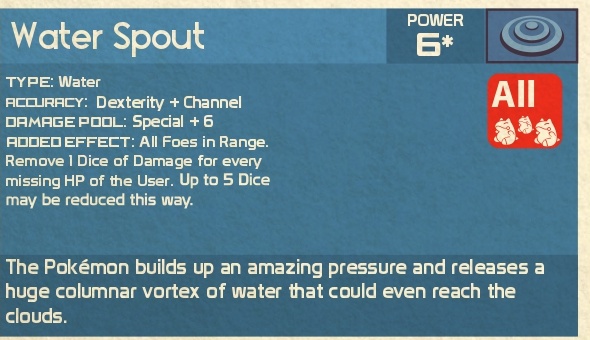 Water Spout
POWER
6*
TYPE: Water
ACCURACY: Dexterity + Channel
DAMAGE POOL: Special + 6
ADDED EFFECT: All Foes in Range.
Remove 1 Dice of Damage for every
missing HP of the User. Up to 5 Dice
may be reduced this way.
All
The Pokémon builds up an amazing pressure and releases a
huge columnar vortex of water that could even reach the
clouds.